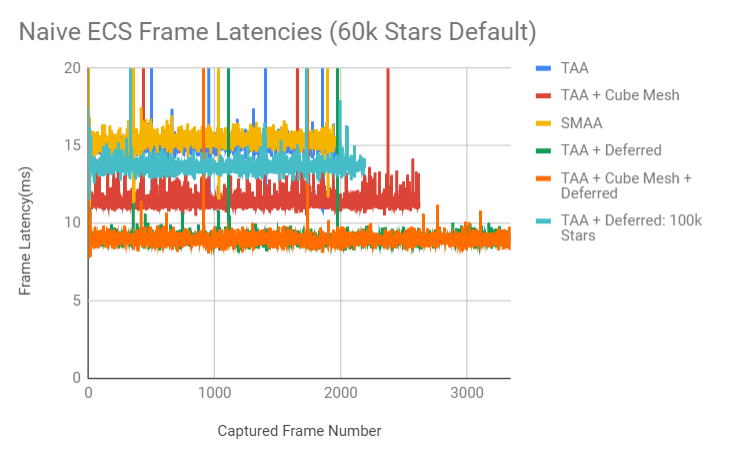 Naive ECS Frame Latencies (60k Stars Default)
20
15
10
5
0
Frame Latency(ms)
0
1000
2000
3000
Captured Frame Number
TAA
TAA + Cube Mesh
SMAA
TAA + Deferred
TAA + Cube Mesh +
Deferred
TAA + Deferred: 100k
Stars